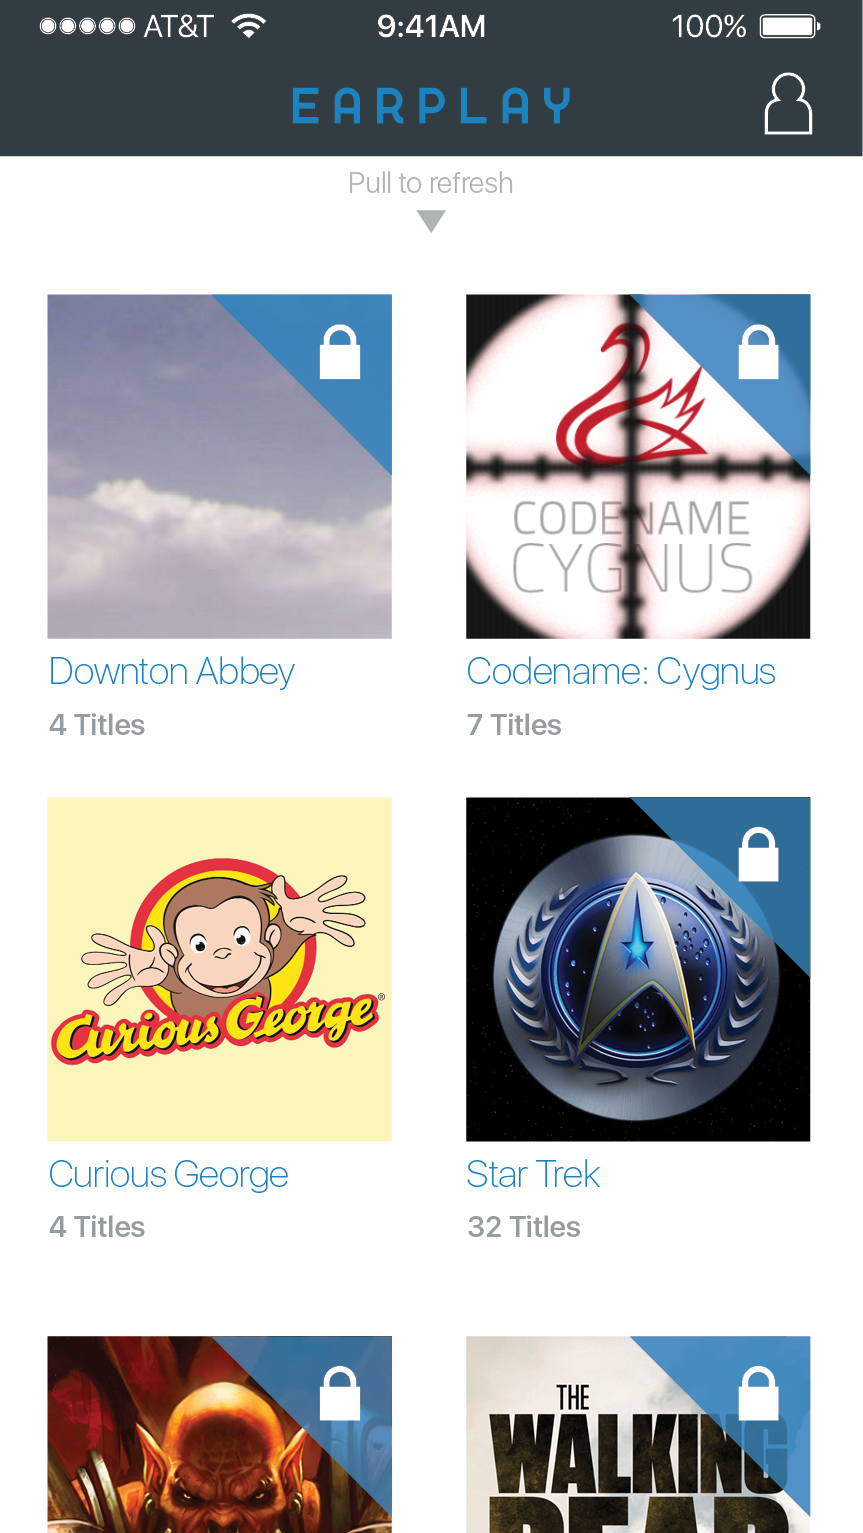 AT&T 9:41AM 100%
EARPLAY
Pull to refresh
CODENAME
CYGNUS
Downton Abbey
Codename: Cygnus
4 Titles
7 Titles
Curious George®
Curious George
Star Trek
4 Titles
32 Titles
THE
WALKING
DEAD